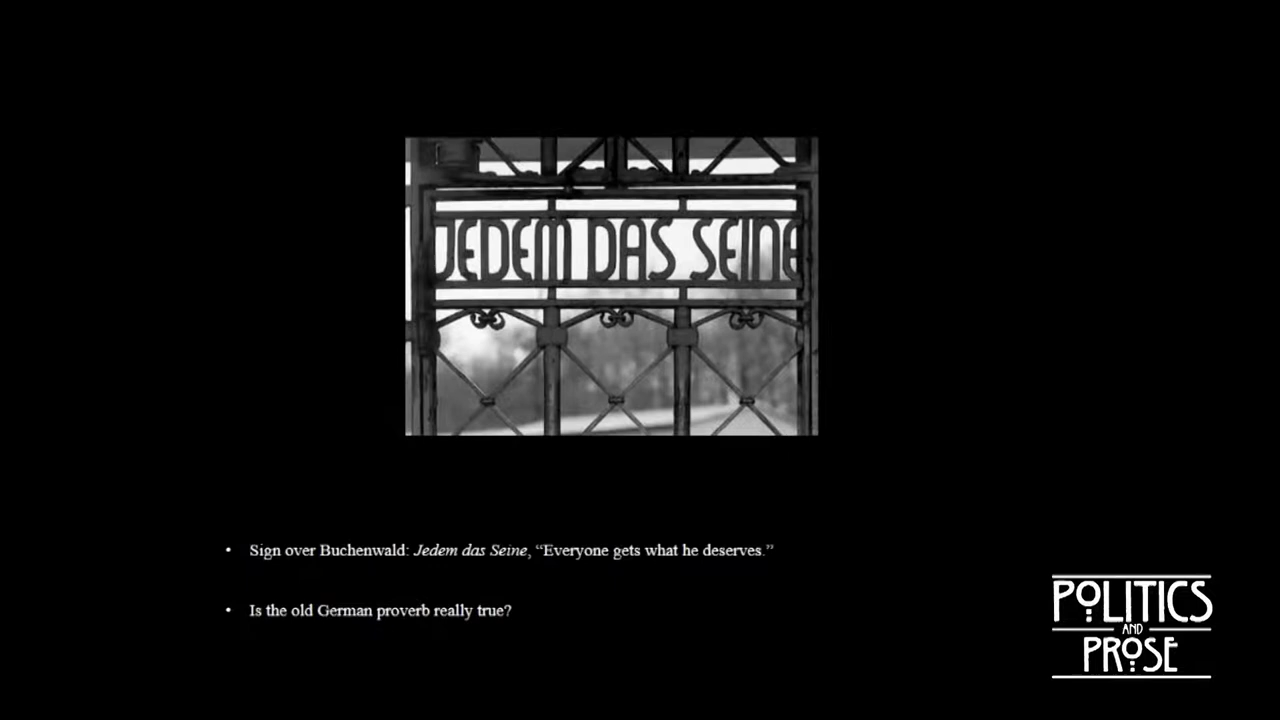 JEDEM DAS SEINE
• Sign over Buchenwald: Jedem das Seine, “Everyone gets what he deserves.”
• Is the old German proverb really true?
POLITICS
AND
PROSE